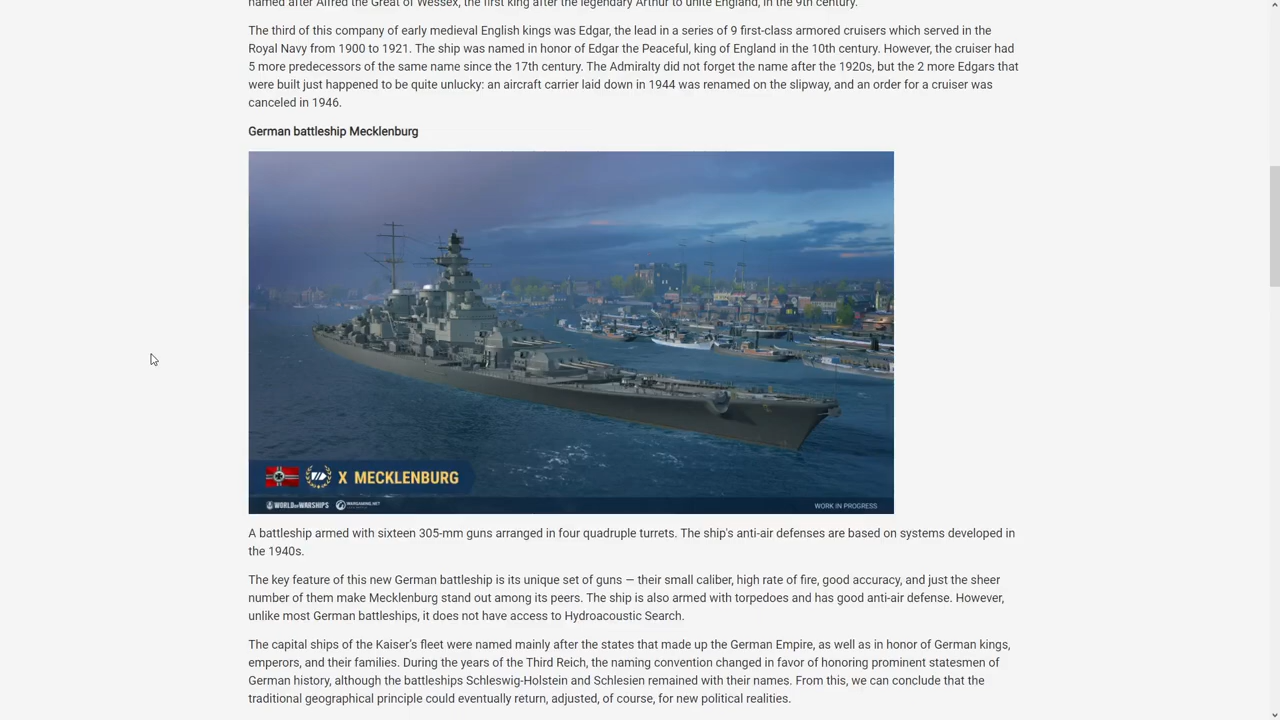 named after Alfred the Great of Wessex, the first king after the legendary Arthur to unite England, in the 9th century.
The third of this company of early medieval English kings was Edgar, the lead in a series of 9 first-class armored cruisers which served in the
Royal Navy from 1900 to 1921. The ship was named in honor of Edgar the Peaceful, king of England in the 10th century. However, the cruiser had
5 more predecessors of the same name since the 17th century. The Admiralty did not forget the name after the 1920s, but the 2 more Edgars that
were built just happened to be quite unlucky: an aircraft carrier laid down in 1944 was renamed on the slipway, and an order for a cruiser was
canceled in 1946.
German battleship Mecklenburg
X MECKLENBURG
WORLD OF WARSHIPS WARGAMING.NET WORK IN PROGRESS
A battleship armed with sixteen 305-mm guns arranged in four quadruple turrets. The ship's anti-air defenses are based on systems developed in
the 1940s.
The key feature of this new German battleship is its unique set of guns — their small caliber, high rate of fire, good accuracy, and just the sheer
number of them make Mecklenburg stand out among its peers. The ship is also armed with torpedoes and has good anti-air defense. However,
unlike most German battleships, it does not have access to Hydroacoustic Search.
The capital ships of the Kaiser's fleet were named mainly after the states that made up the German Empire, as well as in honor of German kings,
emperors, and their families. During the years of the Third Reich, the naming convention changed in favor of honoring prominent statesmen of
German history, although the battleships Schleswig-Holstein and Schlesien remained with their names. From this, we can conclude that the
traditional geographical principle could eventually return, adjusted, of course, for new political realities.